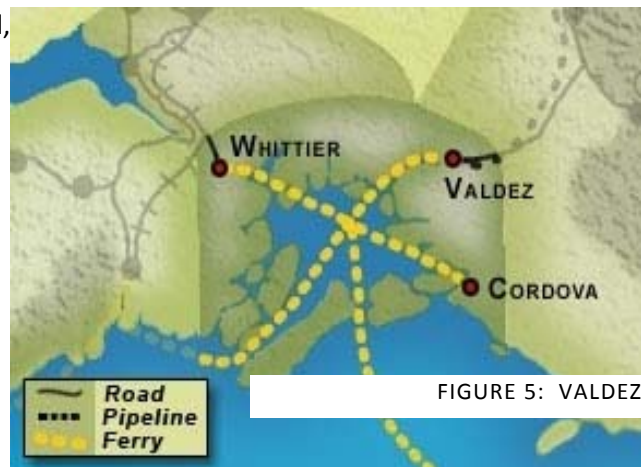 WHITTIER
VALDEZ
CORDOVA
Road
Pipeline
Ferry
FIGURE 5: VALDEZ